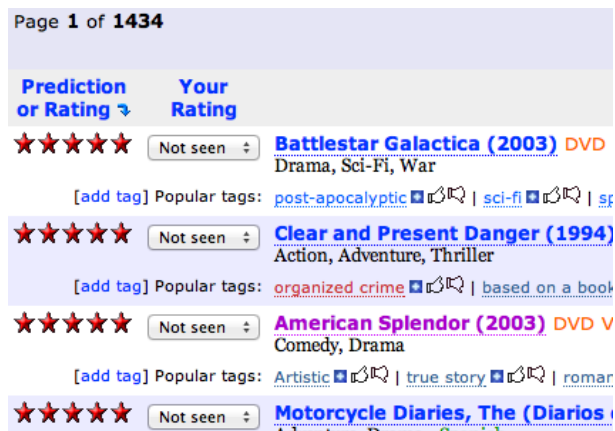 Page 1 of 1434
Prediction or Rating
Your Rating
Not seen
Battlestar Galactica (2003) DVD
Drama, Sci-Fi, War
[add tag] Popular tags: post-apocalyptic | sci-fi | sp
Not seen
Clear and Present Danger (1994)
Action, Adventure, Thriller
[add tag] Popular tags: organized crime | based on a book
Not seen
American Splendor (2003) DVD V
Comedy, Drama
[add tag] Popular tags: Artistic | true story | roman
Not seen
Motorcycle Diaries, The (Diarios